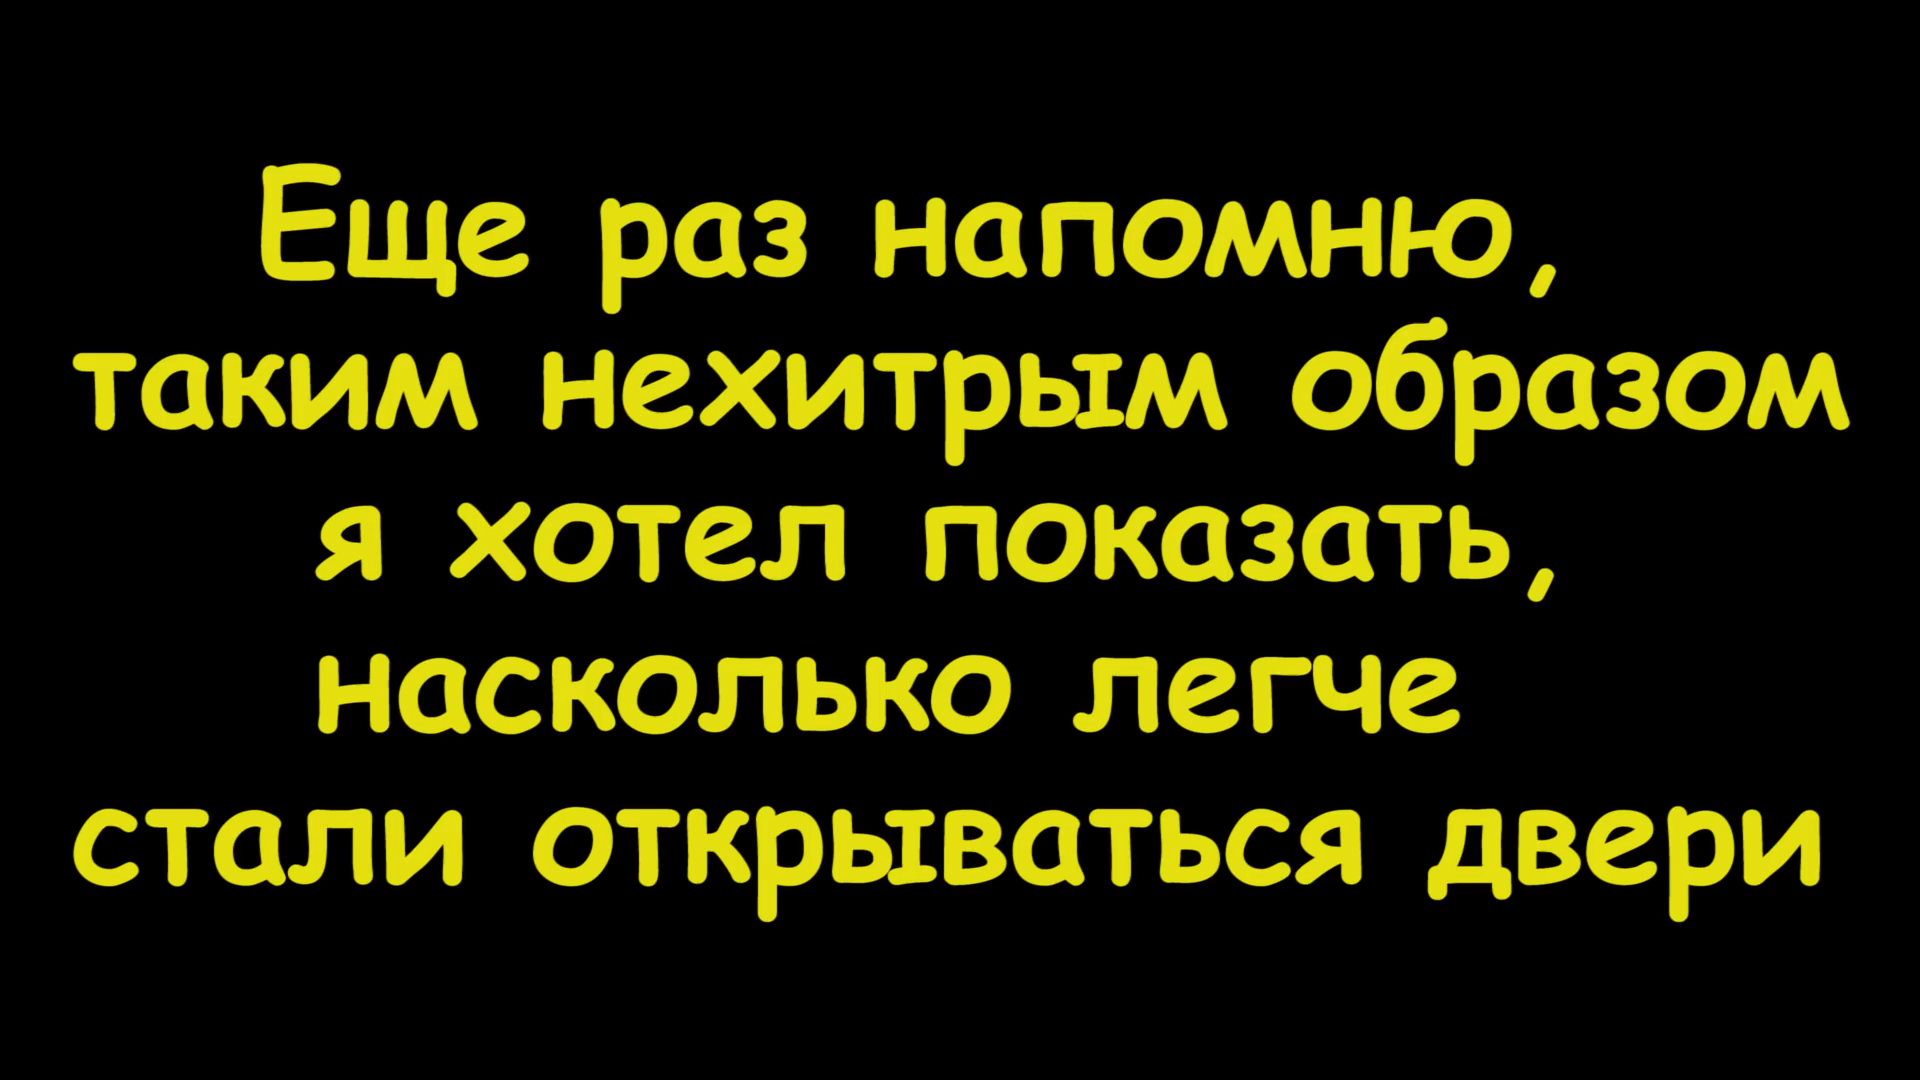 Еще раз напомню,
таким нехитрым образом
я хотел показать,
насколько легче
стали открываться двери